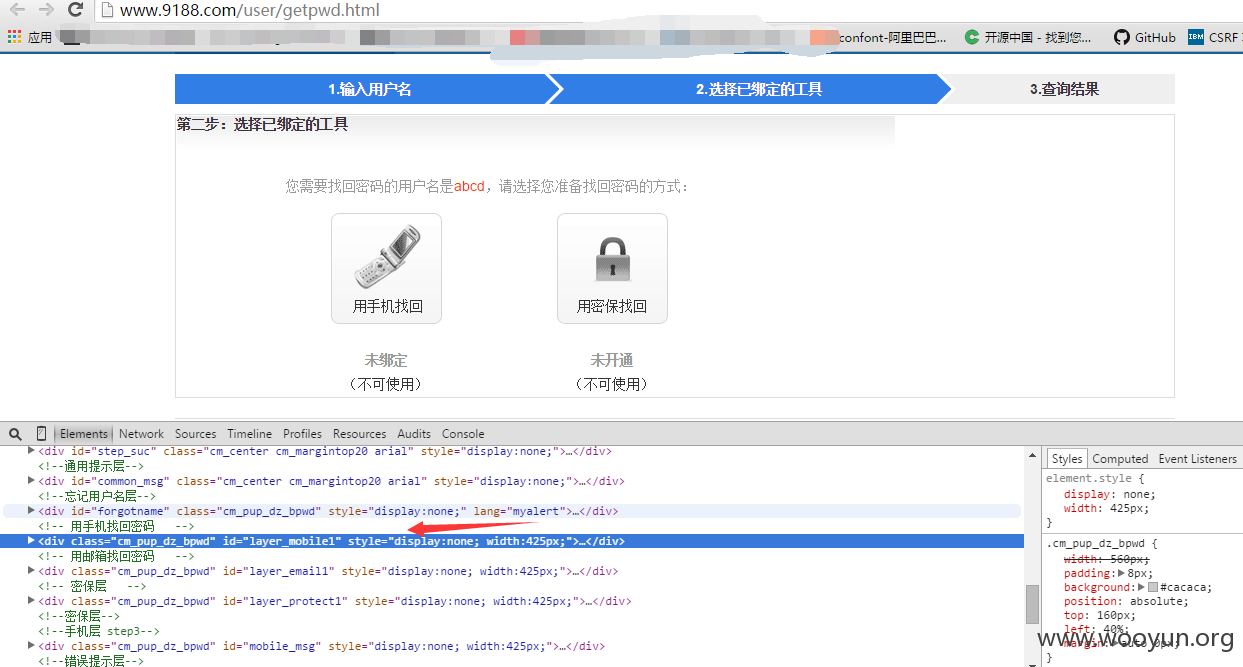 www.9188.com/user/getpwd.html
应用
confont-阿里巴巴...
开源中国 - 找到您...
GitHub
IBM
CSRF
1.输入用户名
2.选择已绑定的工具
3.查询结果
第二步：选择已绑定的工具
您需要找回密码的用户名是abcd，请选择您准备找回密码的方式：
用手机找回
用密保找回
未绑定
未开通
（不可使用）
（不可使用）
Elements Network Sources Timeline Profiles Resources Audits Console
<div id="step_suc" class="cm_center cm_margintop20 arial" style="display:none;">…</div>
<!--通用提示层-->
<div id="common_msg" class="cm_center cm_margintop20 arial" style="display:none;">…</div>
<!--忘记用户名层-->
<div id="forgotname" class="cm_pup_dz_bpwd" style="display:none;" lang="myalert">…</div>
<!-- 用手机找回密码   -->
<div class="cm_pup_dz_bpwd" id="layer_mobile1" style="display:none; width:425px;">…</div>
<!-- 用邮箱找回密码   -->
<div class="cm_pup_dz_bpwd" id="layer_email1" style="display:none; width:425px;">…</div>
<!-- 密保层   -->
<div class="cm_pup_dz_bpwd" id="layer_protect1" style="display:none; width:425px;">…</div>
<!--密保层-->
<!--手机层 step3-->
<div class="cm_pup_dz_bpwd" id="mobile_msg" style="display:none; width:425px;">…</div>
<!--错误提示层-->
Styles Computed Event Listeners
element.style {
display: none;
width: 425px;
}
.cm_pup_dz_bpwd {
width: 560px;
padding: 8px;
background: #cacaca;
position: absolute;
top: 160px;
left: 40%;
margin: auto 0px;
}
www.wooyun.org